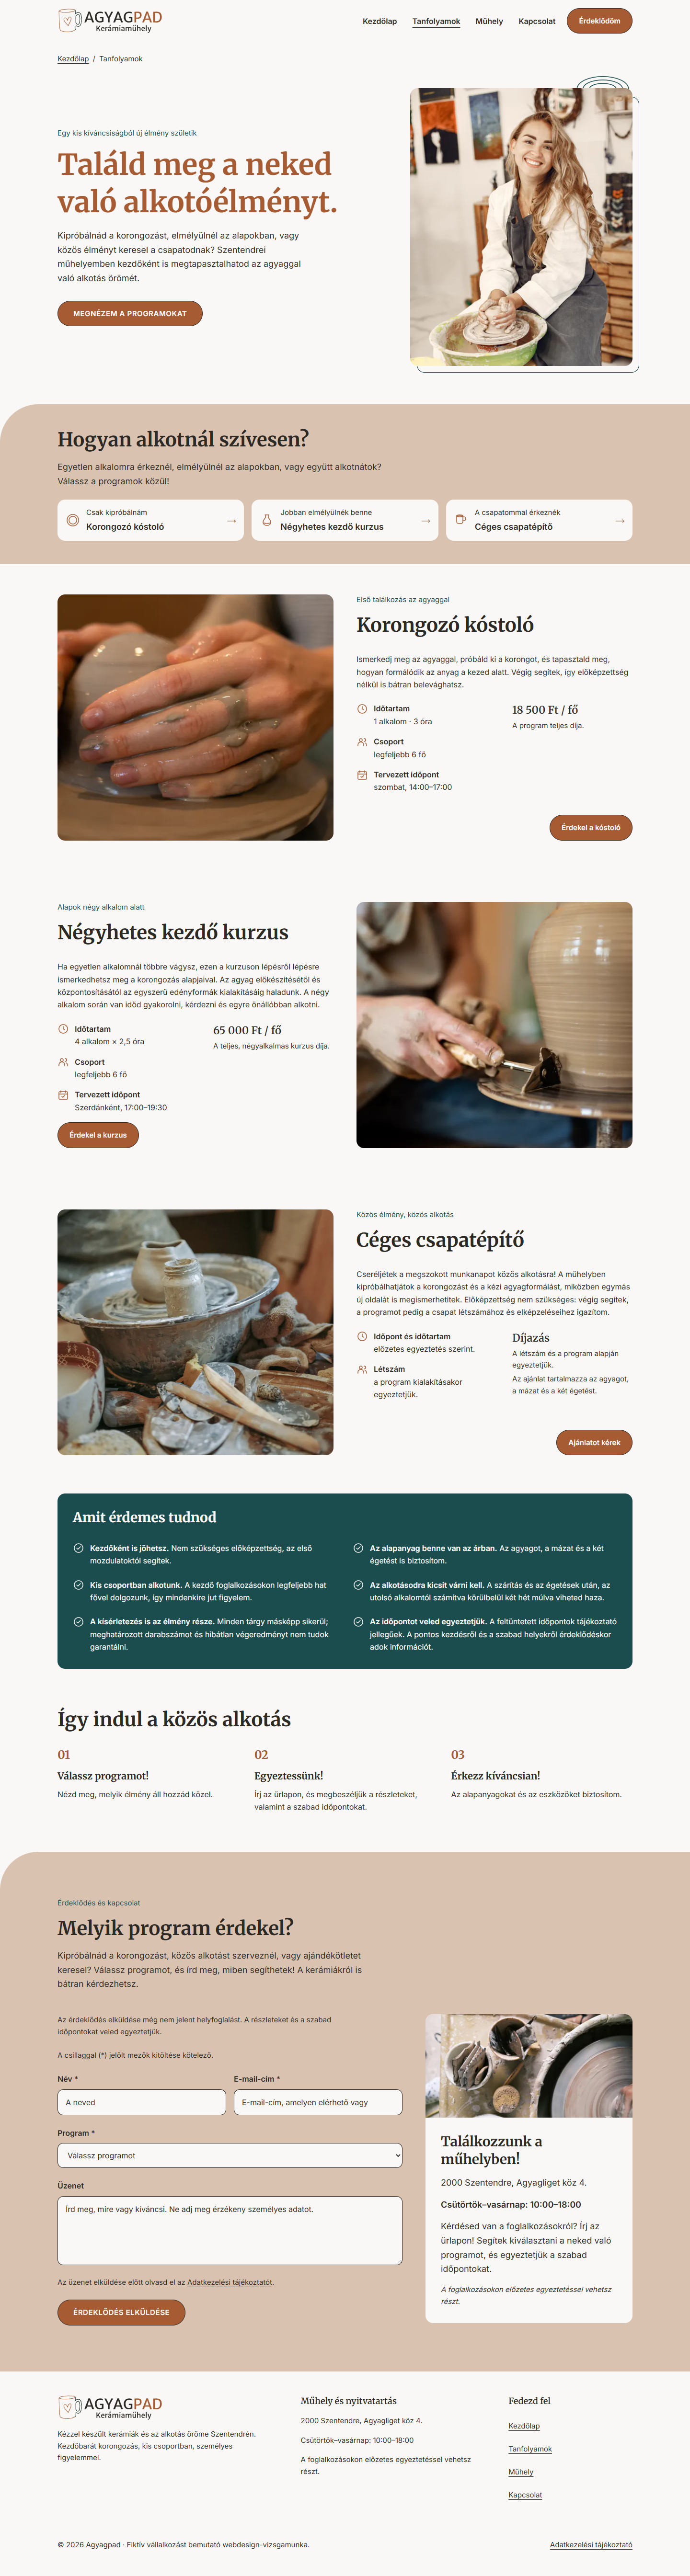 AGYAGPAD
Kerámiaműhely
Kezdőlap Tanfolyamok Műhely Kapcsolat Érdeklődöm
Kezdőlap / Tanfolyamok
Egy kis kíváncsiságból új élmény születik
Találd meg a neked
való alkotóélményt.
Kipróbálnád a korongozást, elmélyülnél az alapokban, vagy
közös élményt keresel a csapatodnak? Szentendrei
műhelyemben kezdőként is megtapasztalhatod az agyaggal
való alkotás örömét.
MEGNÉZEM A PROGRAMOKAT
Hogyan alkotnál szívesen?
Egyetlen alkalomra érkeznél, elmélyülnél az alapokban, vagy együtt alkotnátok?
Válassz a programok közül!
Csak kipróbálnám
Korongozó kóstoló
→
Jobban elmélyülnék benne
Négyhetes kezdő kurzus
→
A csapatommal érkeznék
Céges csapatépítő
→
Első találkozás az agyaggal
Korongozó kóstoló
Ismerkedj meg az agyaggal, próbáld ki a korongot, és tapasztald meg,
hogyan formálódik az anyag a kezed alatt. Végig segítek, így előképzettség
nélkül is bátran belevághatsz.
Időtartam
1 alkalom · 3 óra
Csoport
legfeljebb 6 fő
Tervezett időpont
szombat, 14:00–17:00
18 500 Ft / fő
A program teljes díja.
Érdekel a kóstoló
Alapok négy alkalom alatt
Négyhetes kezdő kurzus
Ha egyetlen alkalomnál többre vágysz, ezen a kurzuson lépésről lépésre
ismerkedhetsz meg a korongozás alapjaival. Az agyag előkészítésétől és
központosításától az egyszerű edényformák kialakításáig haladunk. A négy
alkalom során van időd gyakorolni, kérdezni és egyre önállóbban alkotni.
Időtartam
4 alkalom × 2,5 óra
Csoport
legfeljebb 6 fő
Tervezett időpont
Szerdánként, 17:00–19:30
65 000 Ft / fő
A teljes, négyalkalmas kurzus díja.
Érdekel a kurzus
Közös élmény, közös alkotás
Céges csapatépítő
Cseréljétek a megszokott munkanapot közös alkotásra! A műhelyben
kipróbálhatjátok a korongozást és a kézi agyagformálást, miközben egymás
új oldalát is megismerhetitek. Előképzettség nem szükséges: végig segítek,
a programot pedig a csapat létszámához és elképzeléseihez igazítom.
Időpont és időtartam
előzetes egyeztetés szerint.
Létszám
a program kialakításakor
egyeztetjük.
Díjazás
A létszám és a program alapján
egyeztetjük.
Az ajánlat tartalmazza az agyagot,
a mázat és a két égetést.
Ajánlatot kérek
Amit érdemes tudnod
Kezdőként is jöhetsz. Nem szükséges előképzettség, az első
mozdulatoktól segítek.
Kis csoportban alkotunk. A kezdő foglalkozásokon legfeljebb hat
fővel dolgozunk, így mindenkire jut figyelem.
A kísérletezés is az élmény része. Minden tárgy másképp sikerül;
meghatározott darabszámot és hibátlan végeredményt nem tudok
garantálni.
Az alapanyag benne van az árban. Az agyagot, a mázat és a két
égetést is biztosítom.
Az alkotásodra kicsit várni kell. A szárítás és az égetések után, az
utolsó alkalomtól számítva körülbelül két hét múlva viheted haza.
Az időpontot veled egyeztetjük. A feltüntetett időpontok tájékoztató
jellegűek. A pontos kezdésről és a szabad helyekről érdeklődéskor
adok információt.
Így indul a közös alkotás
01
Válassz programot!
Nézd meg, melyik élmény áll hozzád közel.
02
Egyeztessünk!
Írj az űrlapon, és megbeszéljük a részleteket,
valamint a szabad időpontokat.
03
Érkezz kíváncsian!
Az alapanyagokat és az eszközöket biztosítom.
Érdeklődés és kapcsolat
Melyik program érdekel?
Kipróbálnád a korongozást, közös alkotást szerveznél, vagy ajándékötletet
keresel? Válassz programot, és írd meg, miben segíthetek! A kerámiákról is
bátran kérdezhetsz.
Az érdeklődés elküldése még nem jelent helyfoglalást. A részleteket és a szabad
időpontokat veled egyeztetjük.
A csillaggal (*) jelölt mezők kitöltése kötelező.
Név *
A neved
E-mail-cím *
E-mail-cím, amelyen elérhető vagy
Program *
Válassz programot
Üzenet
Írd meg, mire vagy kíváncsi. Ne adj meg érzékeny személyes adatot.
Az üzenet elküldése előtt olvasd el az Adatkezelési tájékoztatót.
ÉRDEKLŐDÉS ELKÜLDÉSE
Találkozzunk a
műhelyben!
2000 Szentendre, Agyagliget köz 4.
Csütörtök–vasárnap: 10:00–18:00
Kérdésed van a foglalkozásokról? Írj az
űrlapon! Segítek kiválasztani a neked való
programot, és egyeztetjük a szabad
időpontokat.
A foglalkozásokon előzetes egyeztetéssel vehetsz
részt.
AGYAGPAD
Kerámiaműhely
Kézzel készült kerámiák és az alkotás öröme Szentendrén.
Kezdőbarát korongozás, kis csoportban, személyes
figyelemmel.
Műhely és nyitvatartás
2000 Szentendre, Agyagliget köz 4.
Csütörtök–vasárnap: 10:00–18:00
A foglalkozásokon előzetes egyeztetéssel vehetsz
részt.
Fedezd fel
Kezdőlap
Tanfolyamok
Műhely
Kapcsolat
© 2026 Agyagpad · Fiktív vállalkozást bemutató webdesign-vizsgamunka.
Adatkezelési tájékoztató